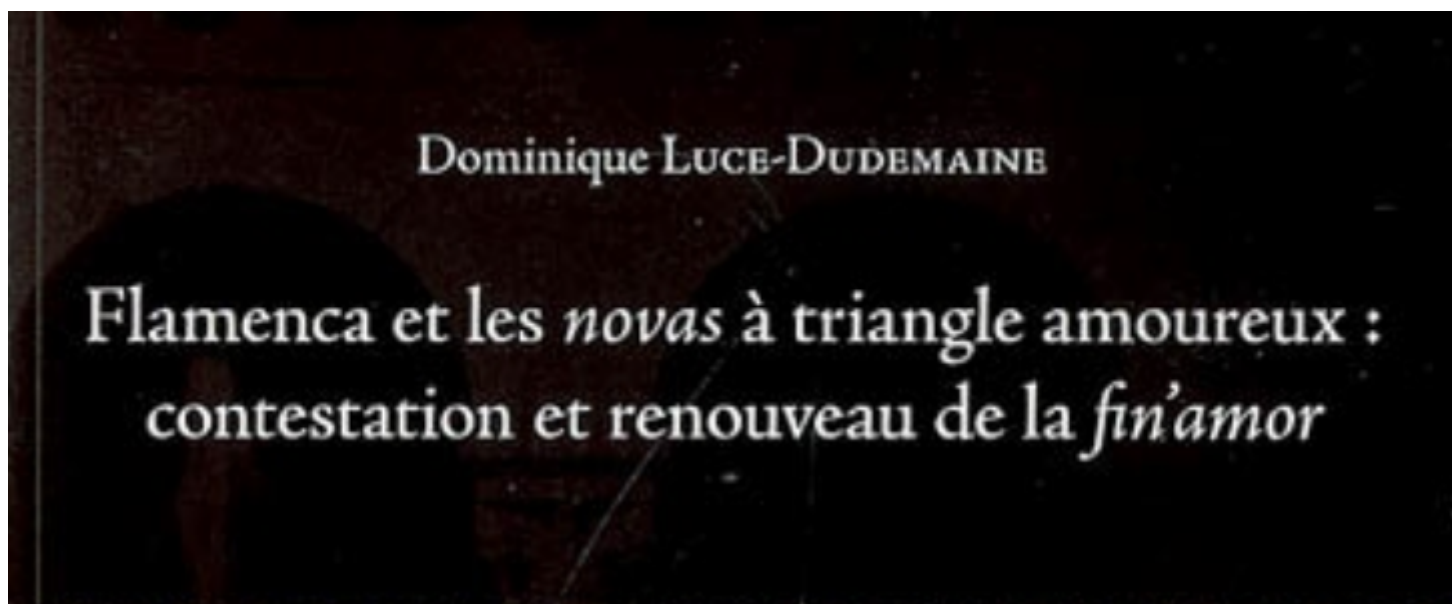 Dominique LUCE-DUDEMAINE
Flamenca et les novas à triangle amoureux :
contestation et renouveau de la fin’amor